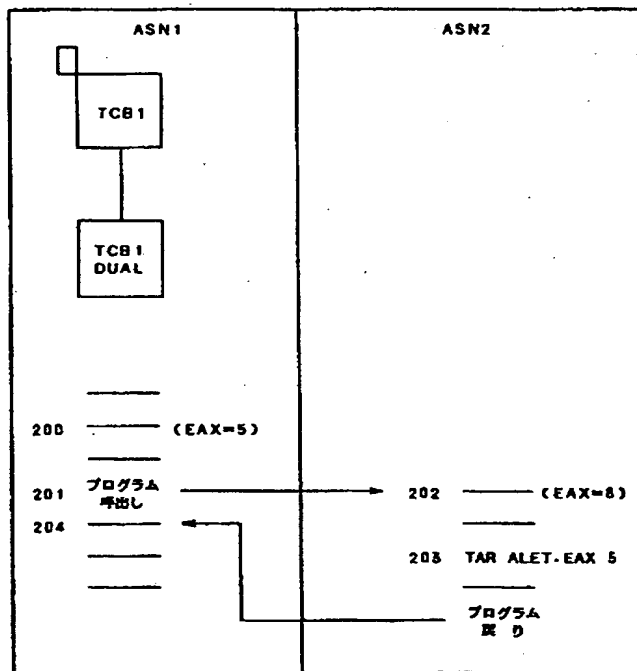 ASN1
ASN2
TCB1
TCB1
DUAL
200 (EAX=5)
201 プログラム
呼出し
202 (EAX=8)
204
203 TAR ALET-EAX 5
プログラム
戻り